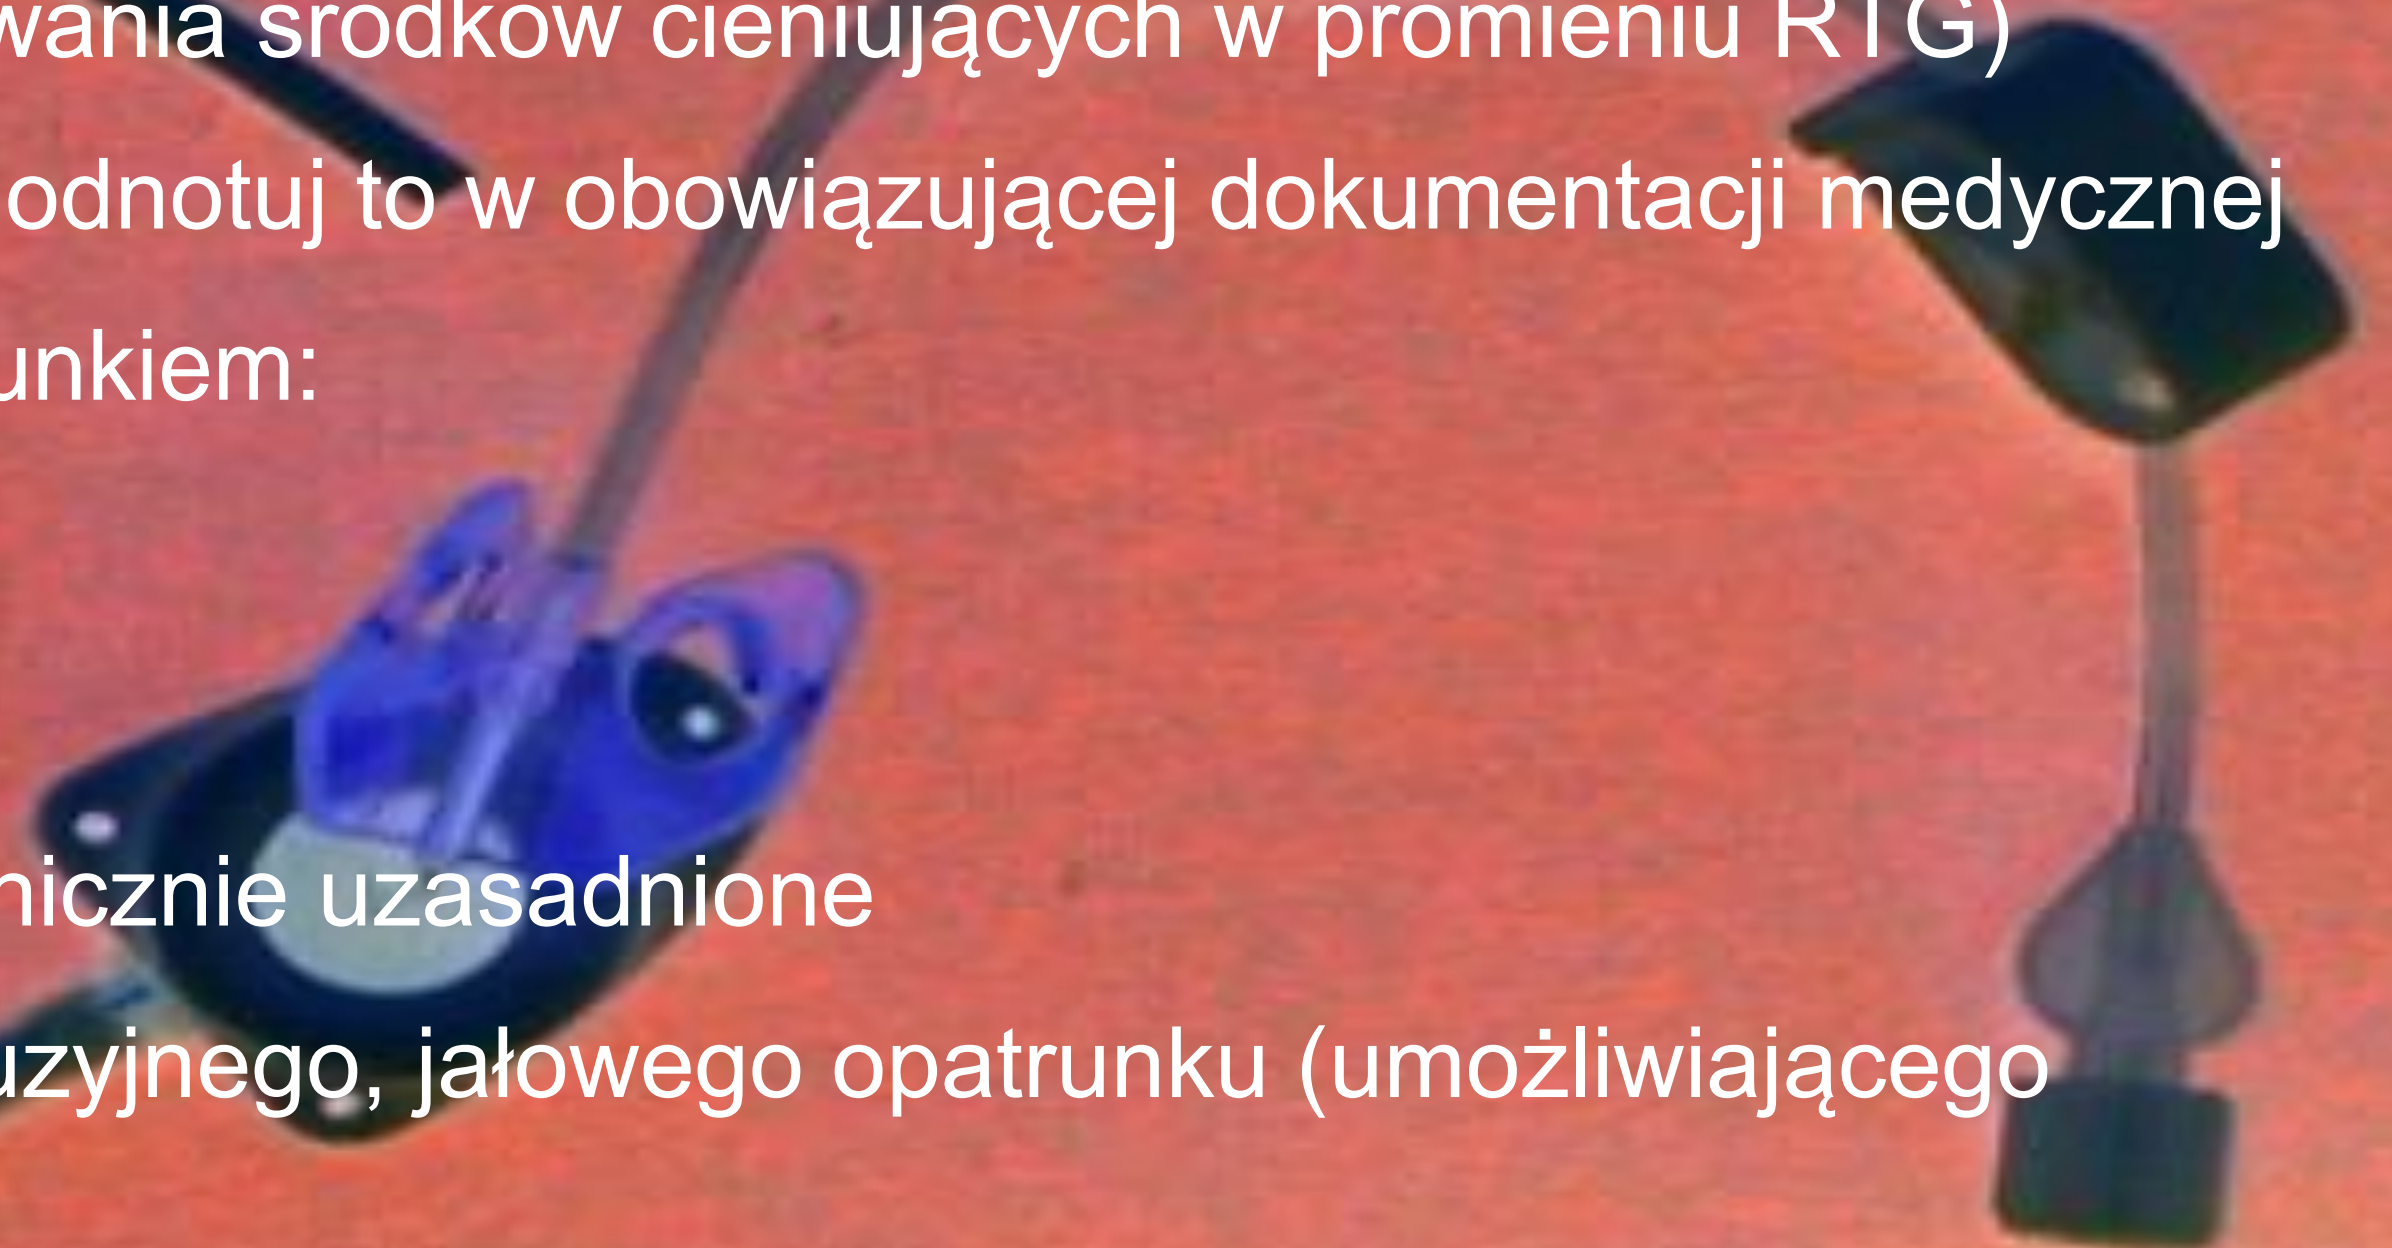 wania środków cieniujących w promieniu RTG)
odnotuj to w obowiązującej dokumentacji medycznej
unkiem:
nicznie uzasadnione
uzyjnego, jałowego opatrunku (umożliwiającego